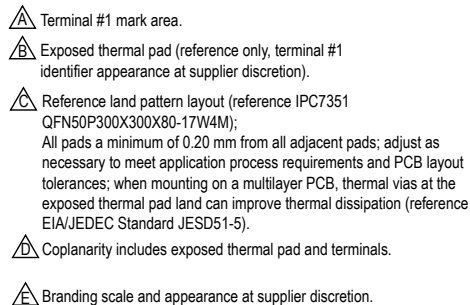 A Terminal #1 mark area.
B Exposed thermal pad (reference only, terminal #1
identifier appearance at supplier discretion).
C Reference land pattern layout (reference IPC7351
QFN50P300X300X80-17W4M);
All pads a minimum of 0.20 mm from all adjacent pads; adjust as
necessary to meet application process requirements and PCB layout
tolerances; when mounting on a multilayer PCB, thermal vias at the
exposed thermal pad land can improve thermal dissipation (reference
EIA/JEDEC Standard JESD51-5).
D Coplanarity includes exposed thermal pad and terminals.
E Branding scale and appearance at supplier discretion.